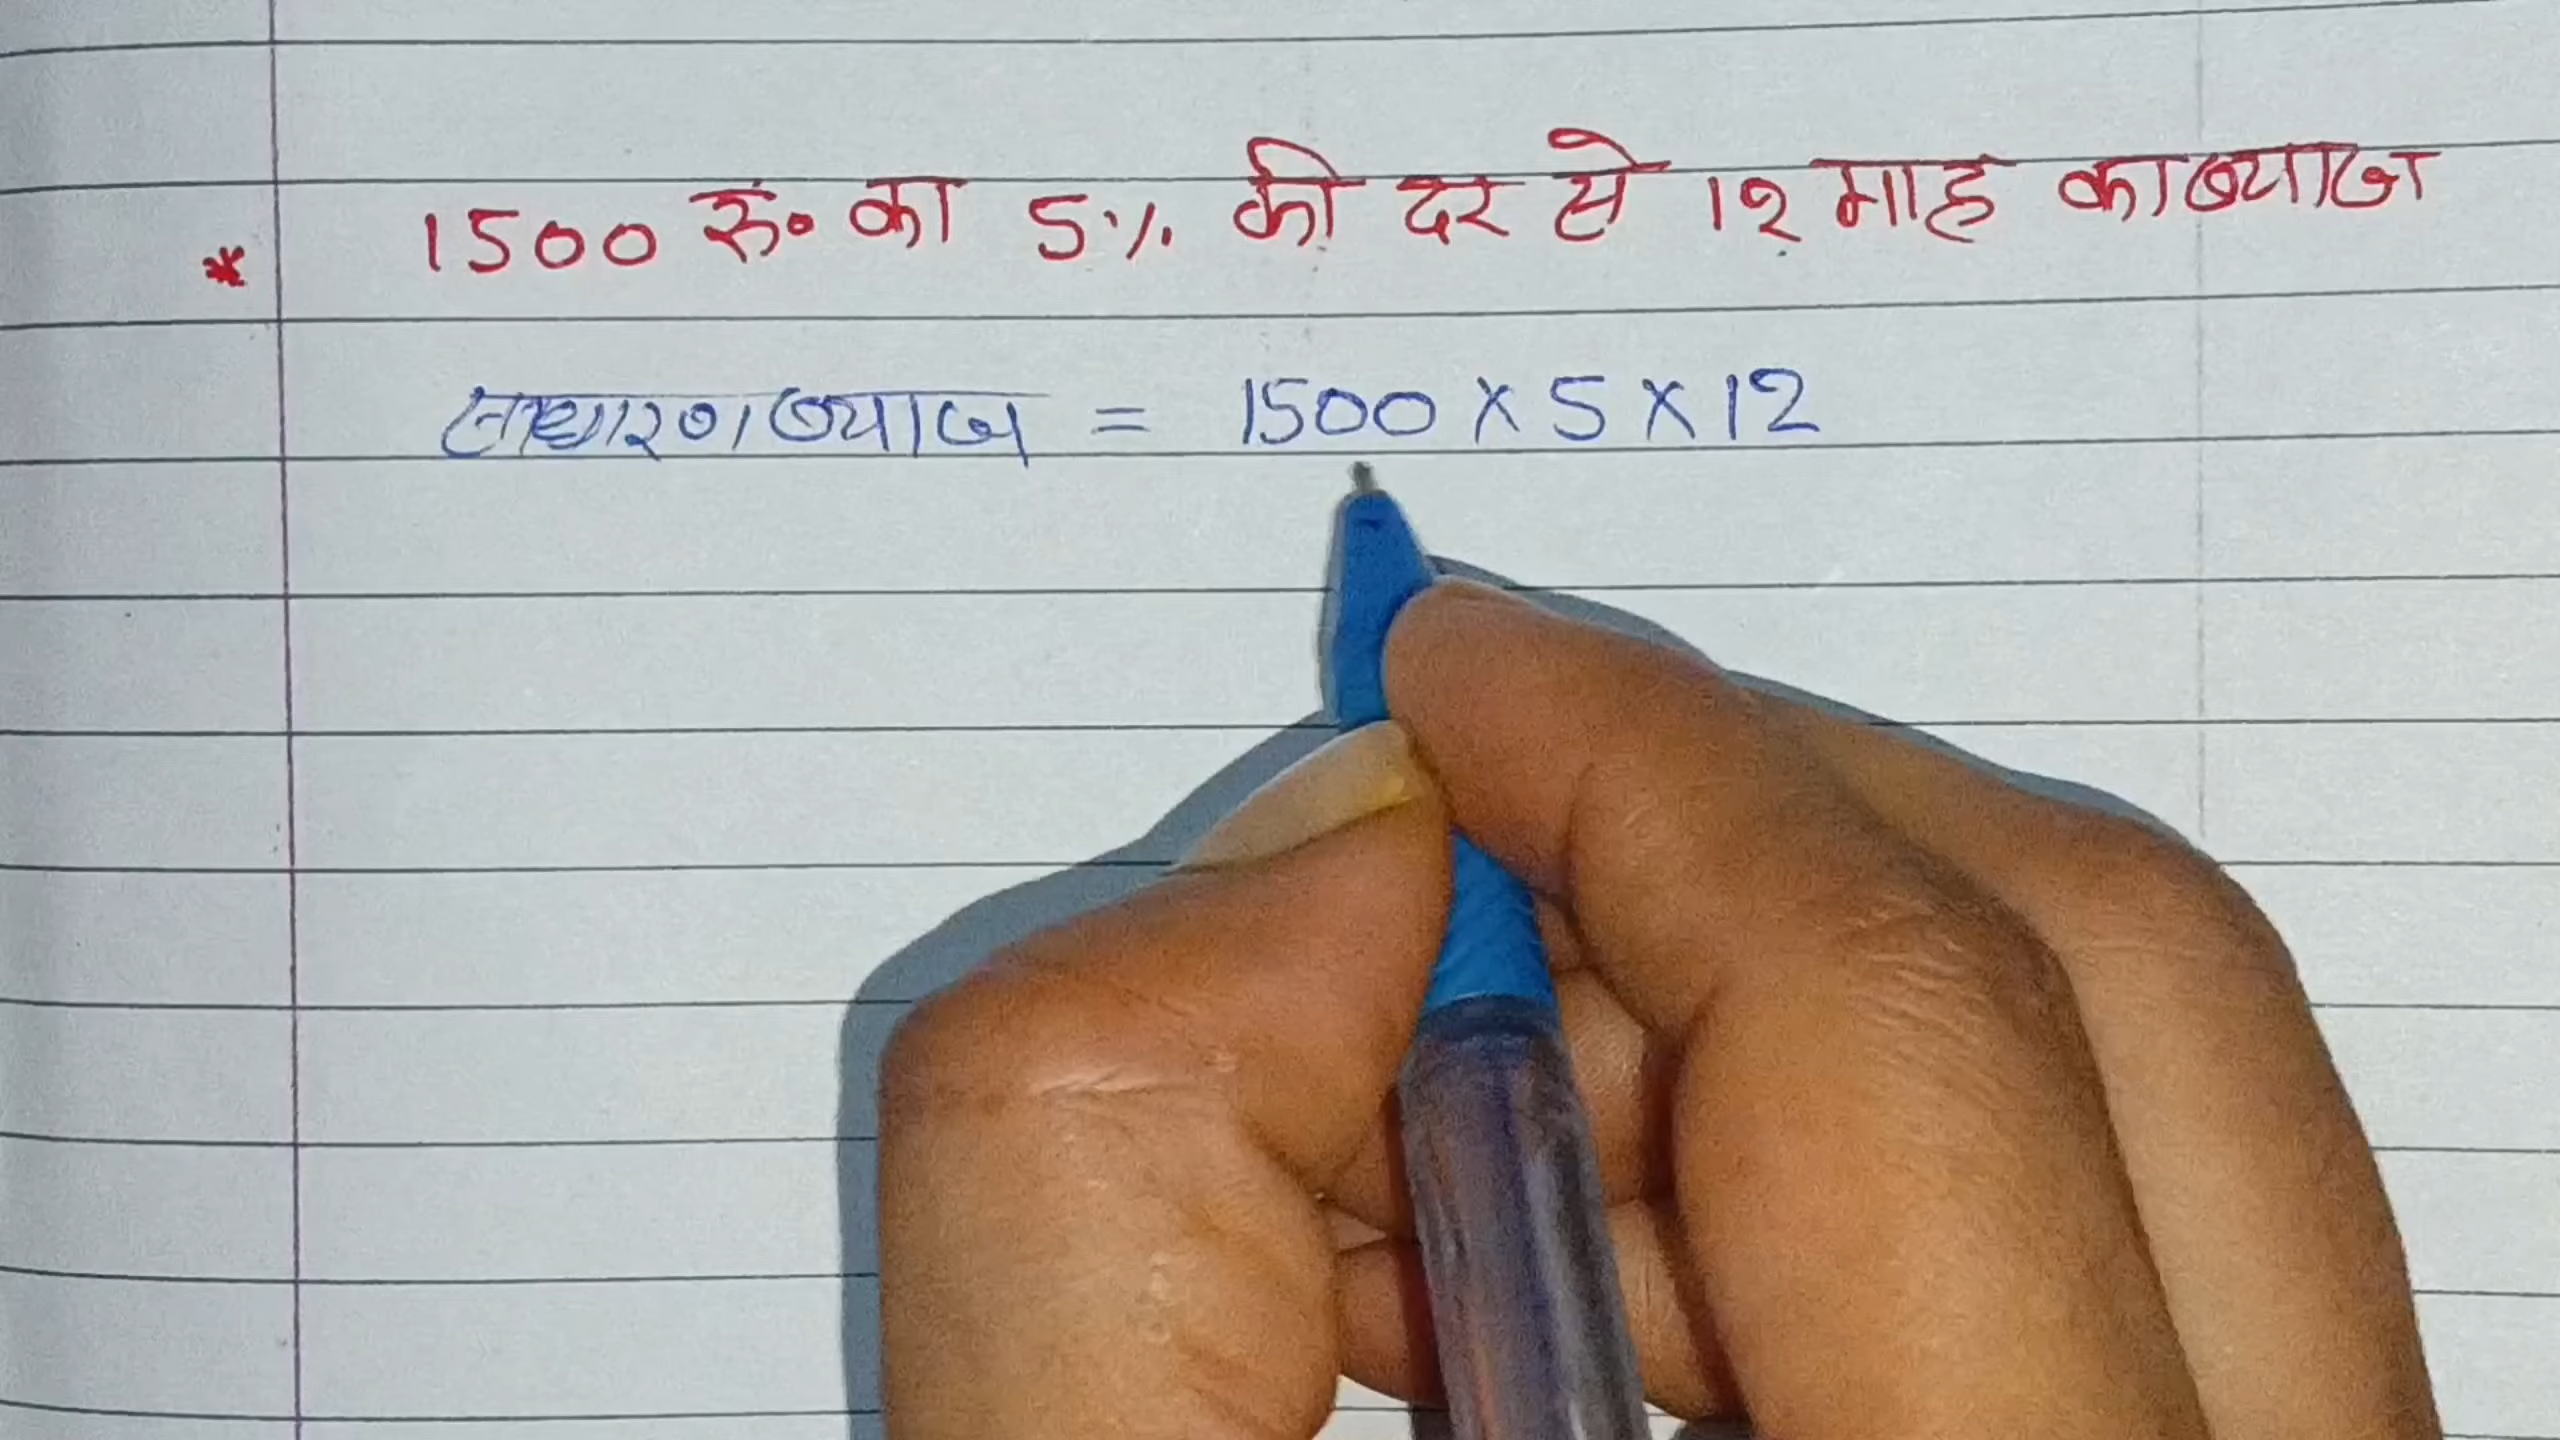 * 1500 रु० का 5% की दर से 12 माह का ब्याज
साधारण ब्याज = 1500 × 5 × 12